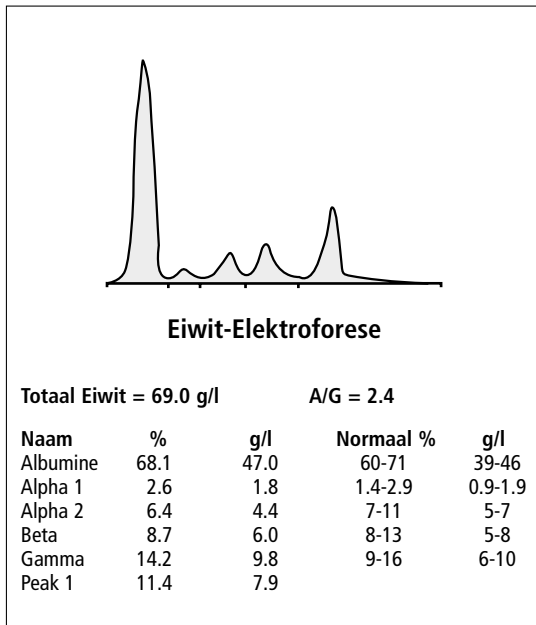 Eiwit-Elektroforese
Totaal Eiwit = 69.0 g/l A/G = 2.4
Naam % g/l Normaal % g/l
Albumine 68.1 47.0 60-71 39-46
Alpha 1 2.6 1.8 1.4-2.9 0.9-1.9
Alpha 2 6.4 4.4 7-11 5-7
Beta 8.7 6.0 8-13 5-8
Gamma 14.2 9.8 9-16 6-10
Peak 1 11.4 7.9